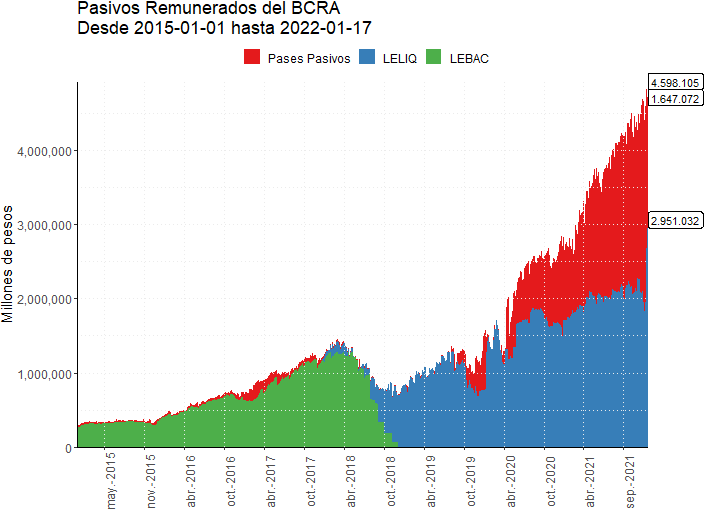 Pasivos Remunerados del BCRA
Desde 2015-01-01 hasta 2022-01-17
Pases Pasivos LELIQ LEBAC
4.598.105
1.647.072
2.951.032
Millones de pesos
4,000,000
3,000,000
2,000,000
1,000,000
0
may.-2015
nov.-2015
abr.-2016
oct.-2016
abr.-2017
oct.-2017
abr.-2018
oct.-2018
abr.-2019
oct.-2019
abr.-2020
oct.-2020
abr.-2021
sep.-2021